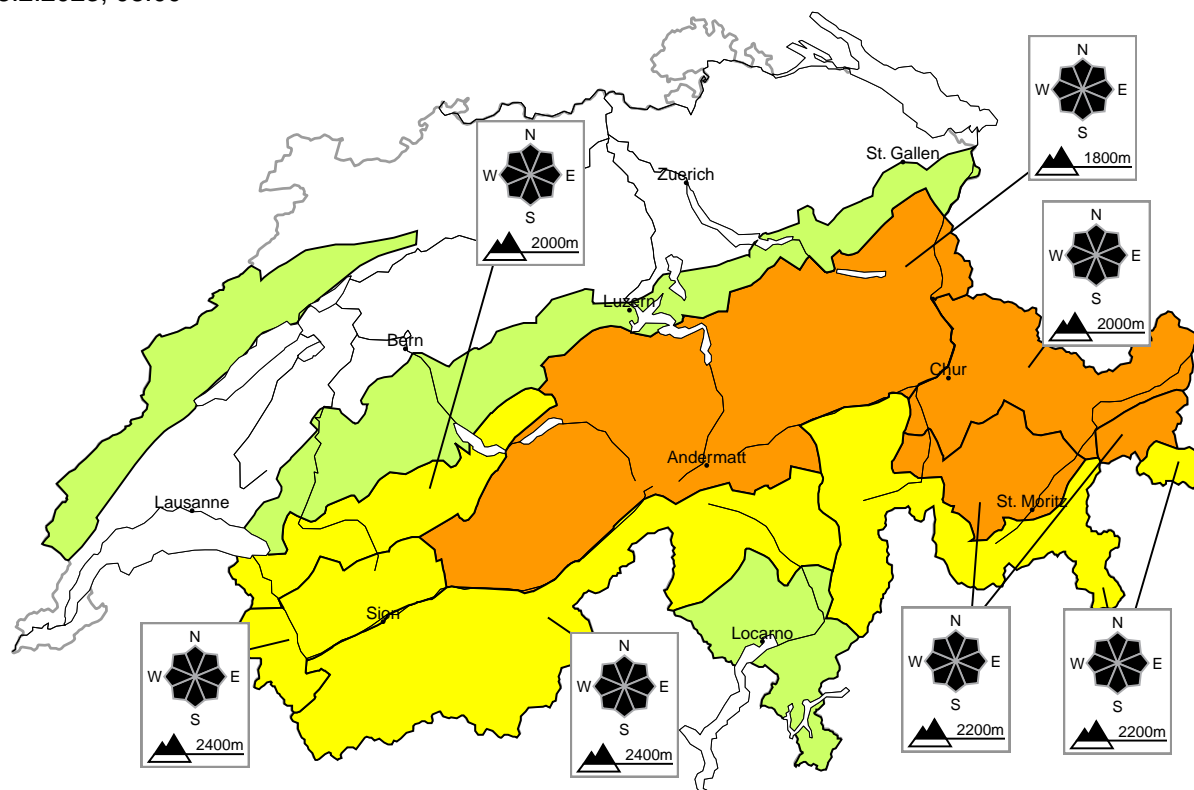 N
W E
S
1800m
N
W E
S
2000m
St. Gallen
Zuerich
N
W E
S
2000m
Luzern
Bern
Chur
Andermatt
Lausanne
St. Moritz
Sion
Locarno
N
W E
S
2400m
N
W E
S
2400m
N
W E
S
2200m
N
W E
S
2200m